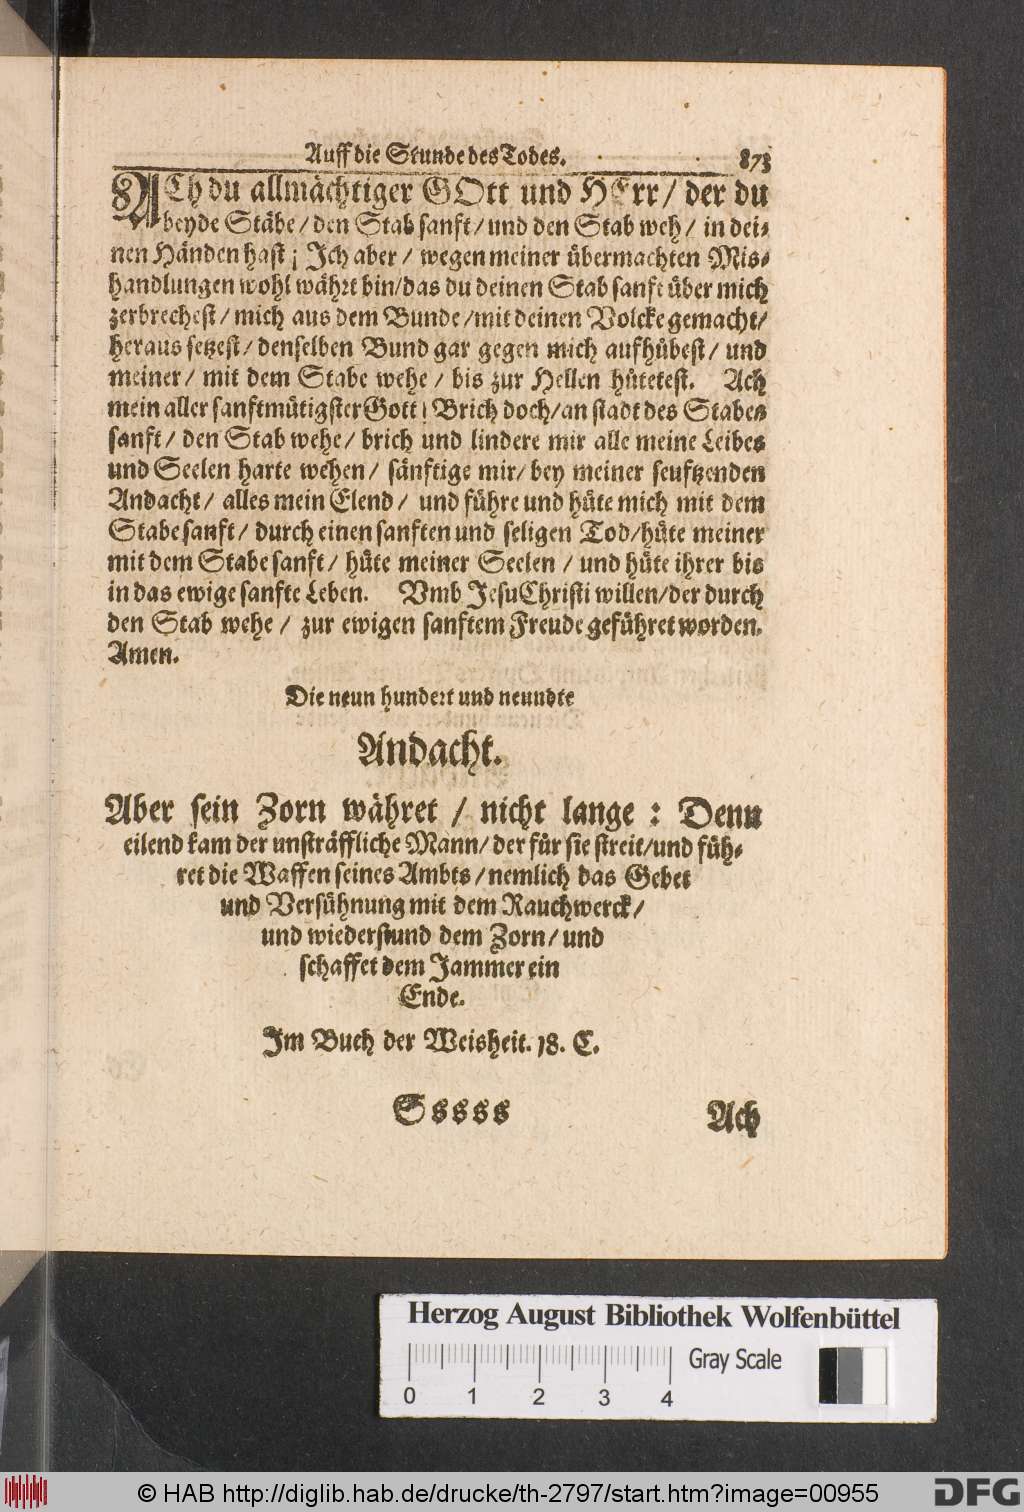 Auff die Stunde des Todes. 873
ACh du allmächtiger GOtt und HErr / der du
beyde Stäbe / den Stab sanft / und den Stab weh / in dei-
nen Händen hast; Ich aber / wegen meiner übermachten Mis-
handlungen wohl währt bin/das du deinen Stab sanft über mich
zerbrechest / mich aus dem Bunde /mit deinen Volcke gemacht/
heraus setzest/ denselben Bund gar gegen mich aufhübest / und
meiner / mit dem Stabe wehe / bis zur Hellen hütetest. Ach
mein aller sanftmütigster Gott! Brich doch/an stadt des Staben
sanft / den Stab wehe/ brich und lindere mir alle meine Leibes
und Seelen harte wehen / sänftige mir/ bey meiner seuftzenden
Andacht / alles mein Elend / und führe und hüte mich mit dem
Stabe sanft / durch einen sanften und seligen Tod/hüte meiner
mit dem Stabe sanft / hüte meiner Seelen / und hüte ihrer bis
in das ewige sanfte Leben. Vmb Jesu Christi willen/der durch
den Stab wehe / zur ewigen sanftem Freude geführet worden.
Amen.
Die neun hundert und neundte
Andacht.
Aber sein Zorn währet / nicht lange : Denn
eilend kam der unsträffliche Mann/ der für sie streit/und füh-
ret die Waffen seines Ambts / nemlich das Gebet
und Versühnung mit dem Rauchwerck /
und wiederstund dem Zorn / und
schaffet dem Jammer ein
Ende.
Im Buch der Weisheit. 18. C.
Sssss Ach
Herzog August Bibliothek Wolfenbüttel
Gray Scale
0 1 2 3 4
© HAB http://diglib.hab.de/drucke/th-2797/start.htm?image=00955
DFG